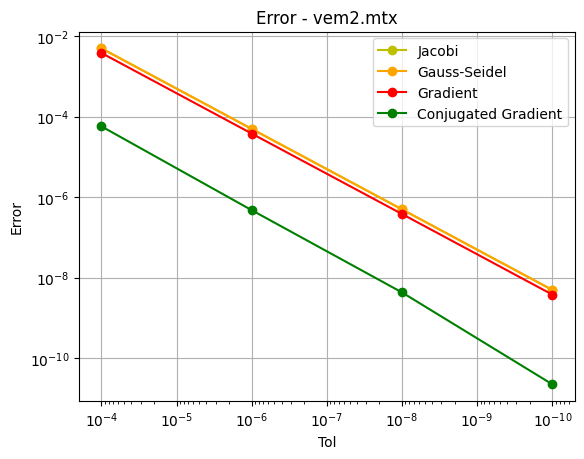 Error - vem2.mtx
Jacobi
Gauss-Seidel
Gradient
Conjugated Gradient
Error
10⁻²
10⁻⁴
10⁻⁶
10⁻⁸
10⁻¹⁰
10⁻⁴ 10⁻⁵ 10⁻⁶ 10⁻⁷ 10⁻⁸ 10⁻⁹ 10⁻¹⁰
Tol